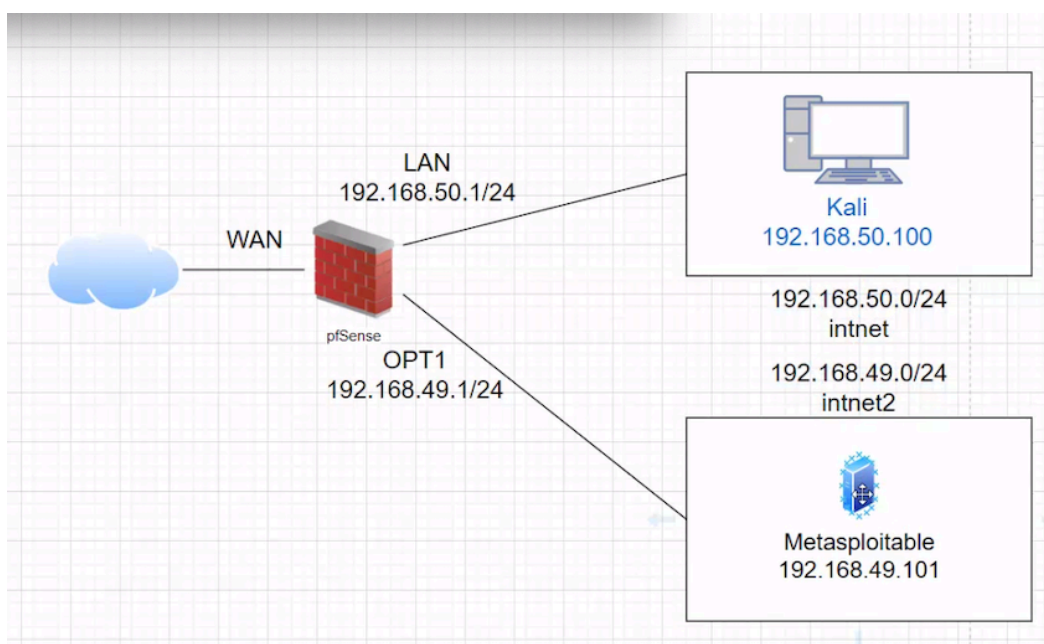 LAN
192.168.50.1/24
WAN
pfSense
OPT1
192.168.49.1/24
Kali
192.168.50.100
192.168.50.0/24
intnet
192.168.49.0/24
intnet2
Metasploitable
192.168.49.101